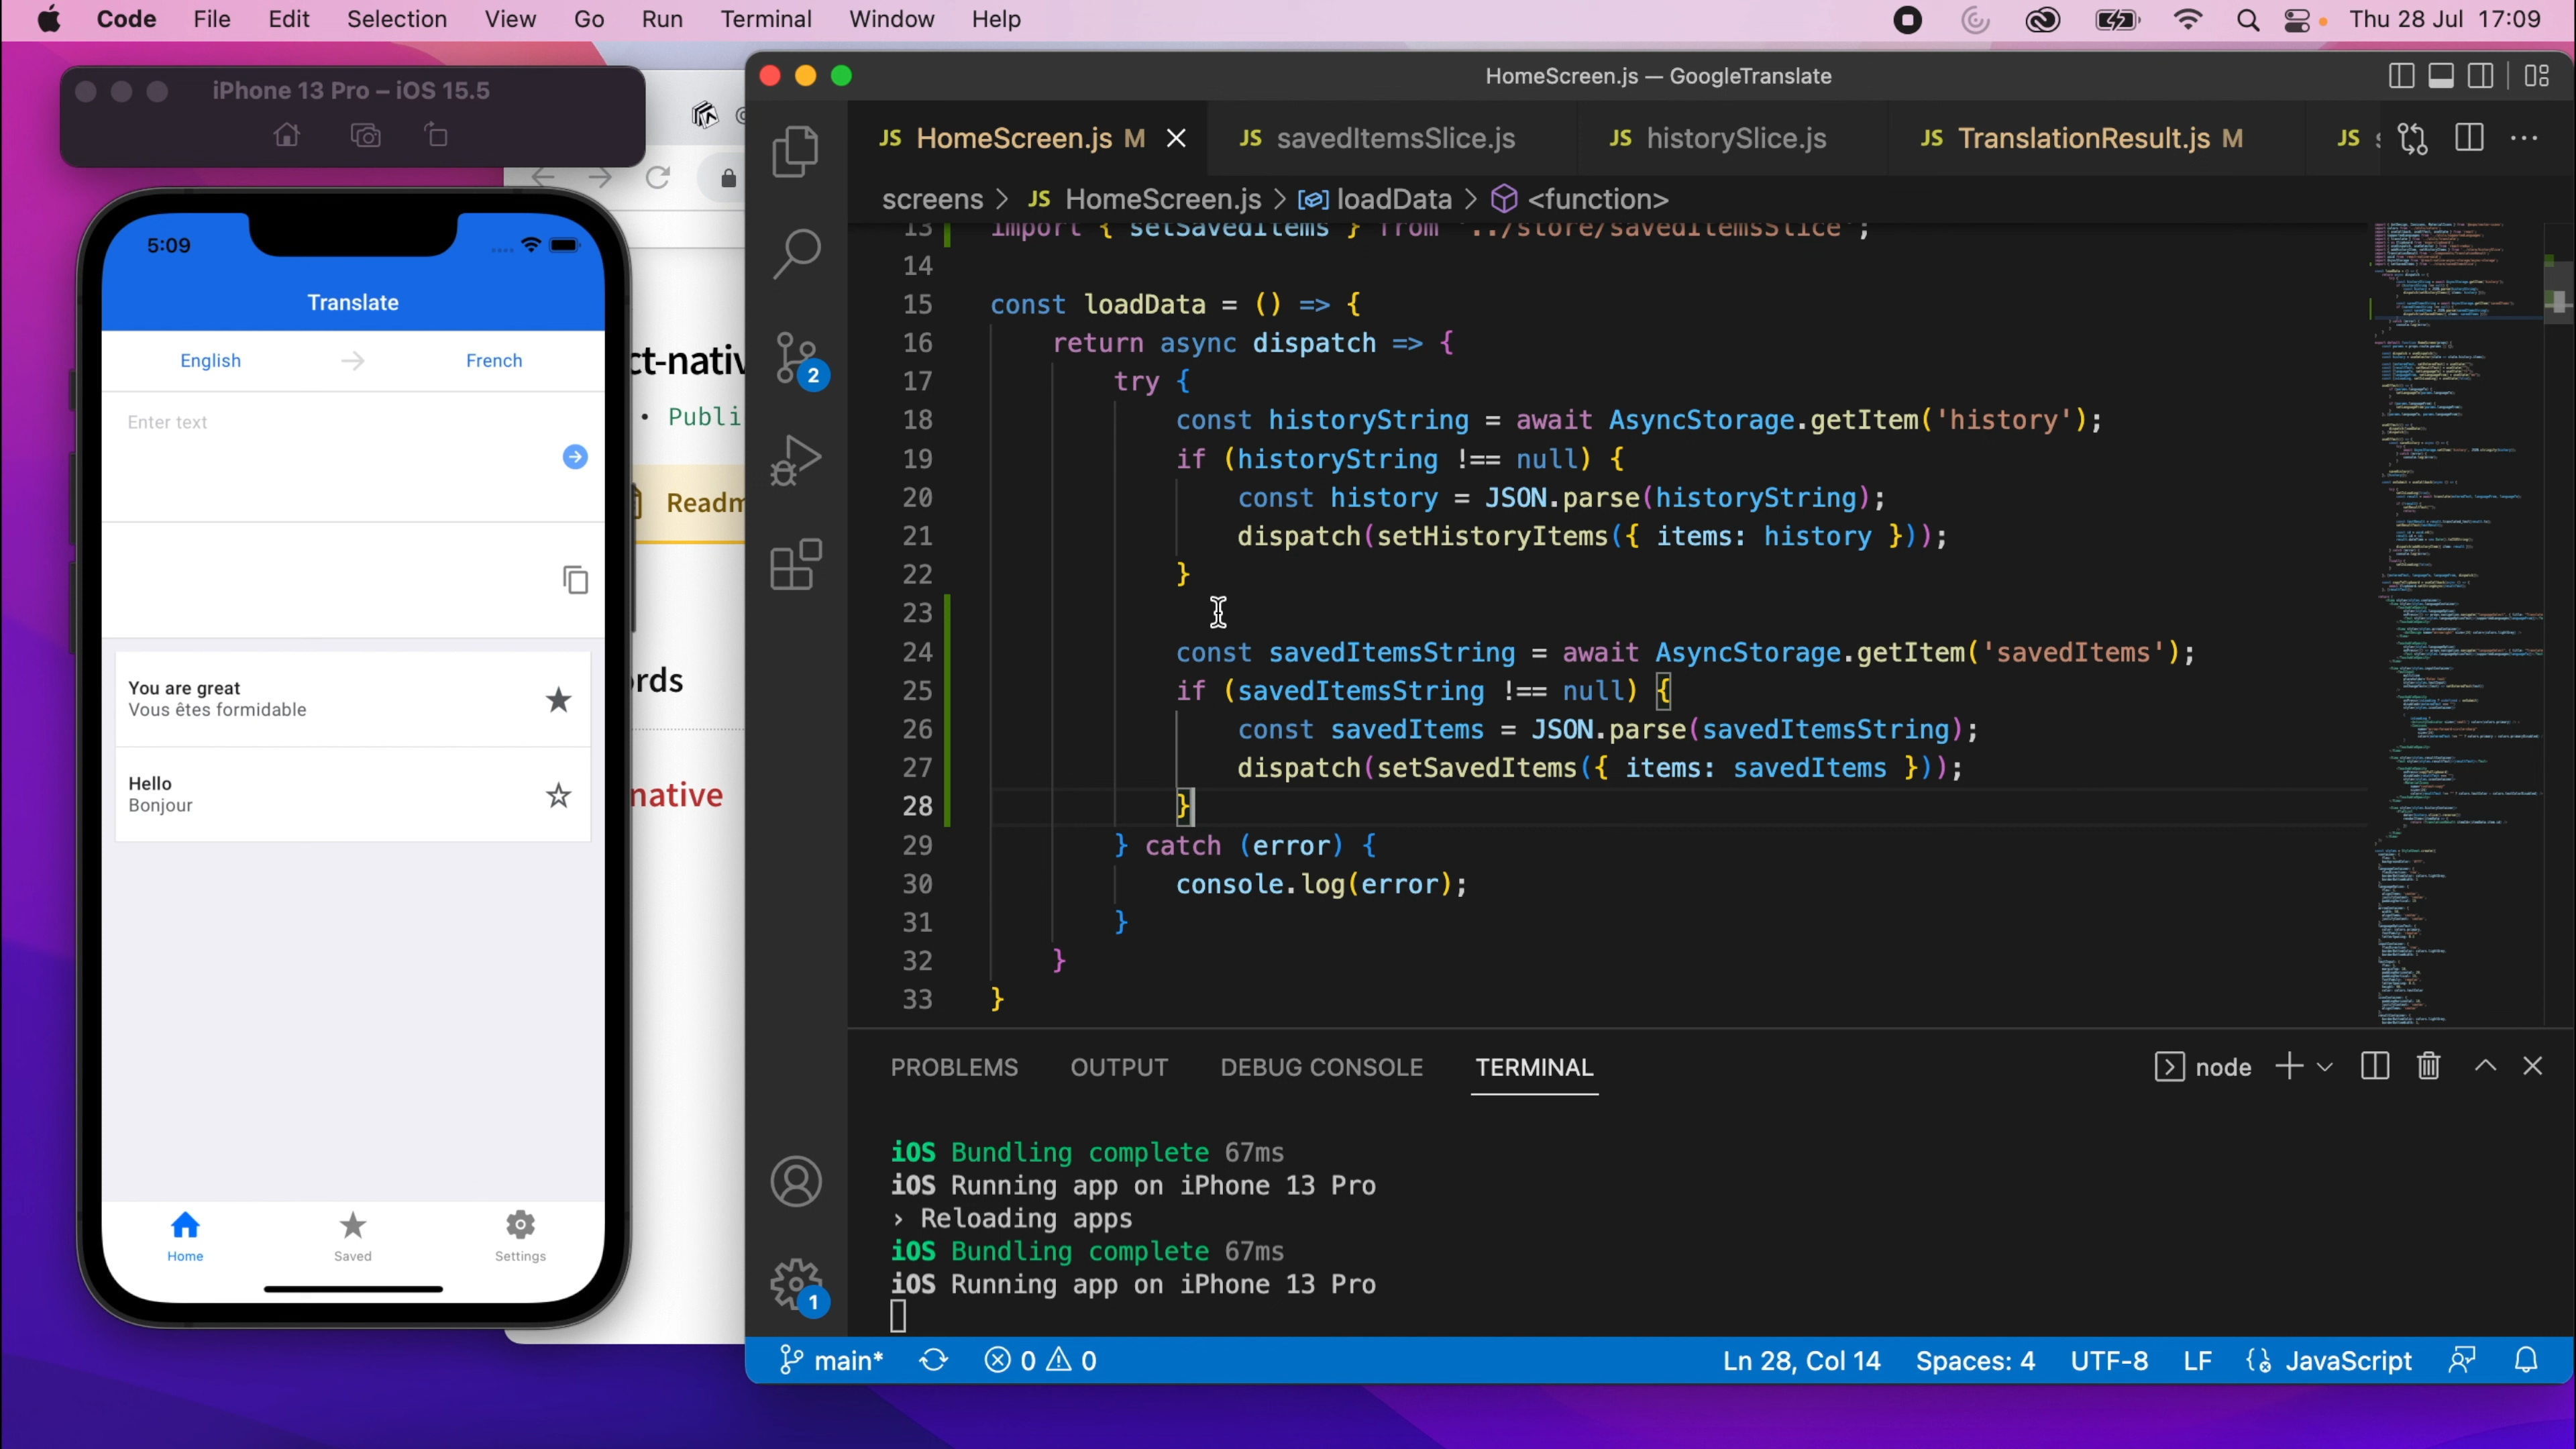 Code File Edit Selection View Go Run Terminal Window Help Thu 28 Jul 17:09
iPhone 13 Pro – iOS 15.5
5:09
Translate
English French
Enter text
You are great
Vous êtes formidable
Hello
Bonjour
Home Saved Settings
ct-nativ
• Publi
Readm
rds
native
HomeScreen.js — GoogleTranslate
JS HomeScreen.js M JS savedItemsSlice.js JS historySlice.js JS TranslationResult.js M JS
screens > JS HomeScreen.js > loadData > <function>
13 import { setSavedItems } from '../store/savedItemsSlice';
14
15 const loadData = () => {
16 return async dispatch => {
17 try {
18 const historyString = await AsyncStorage.getItem('history');
19 if (historyString !== null) {
20 const history = JSON.parse(historyString);
21 dispatch(setHistoryItems({ items: history }));
22 }
23
24 const savedItemsString = await AsyncStorage.getItem('savedItems');
25 if (savedItemsString !== null) {
26 const savedItems = JSON.parse(savedItemsString);
27 dispatch(setSavedItems({ items: savedItems }));
28 }
29 } catch (error) {
30 console.log(error);
31 }
32 }
33 }
2
1
PROBLEMS OUTPUT DEBUG CONSOLE TERMINAL node
iOS Bundling complete 67ms
iOS Running app on iPhone 13 Pro
› Reloading apps
iOS Bundling complete 67ms
iOS Running app on iPhone 13 Pro
main* 0 0 Ln 28, Col 14 Spaces: 4 UTF-8 LF JavaScript